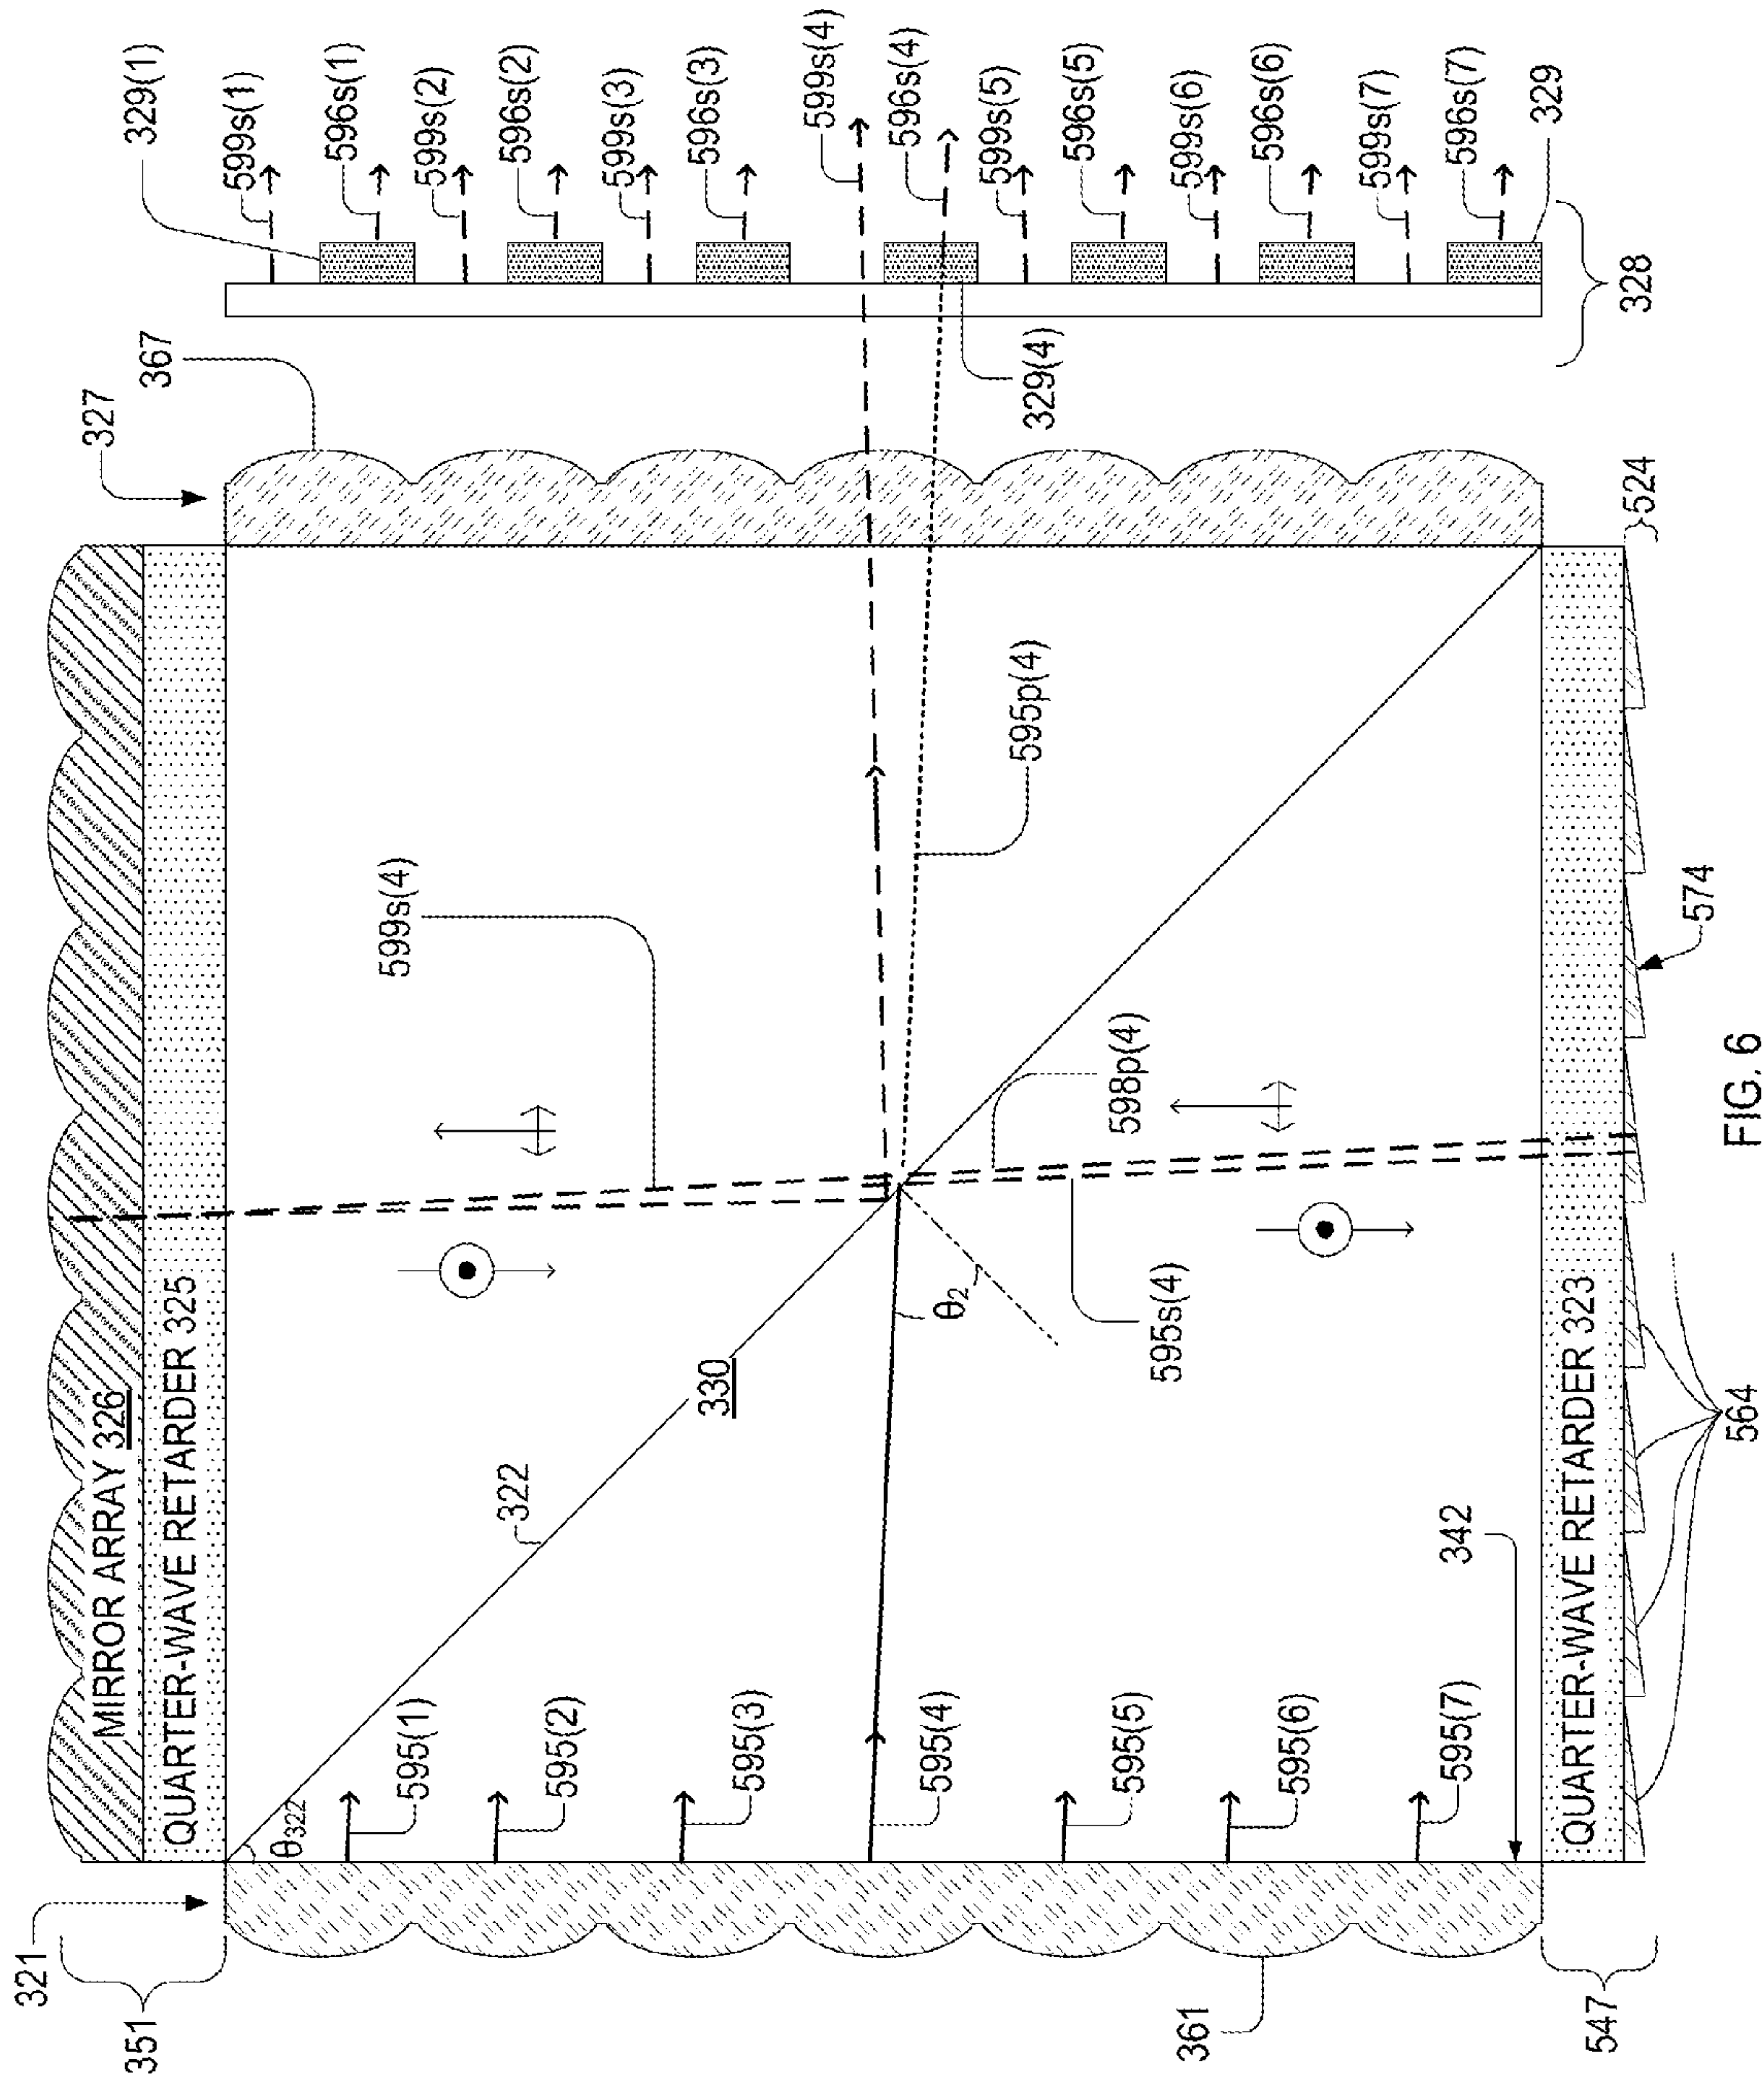 321
351
MIRROR ARRAY 326
QUARTER-WAVE RETARDER 325
327
367
329(1)
599s(1)
596s(1)
599s(2)
596s(2)
599s(3)
596s(3)
599s(4)
596s(4)
599s(5)
596s(5)
599s(6)
596s(6)
599s(7)
596s(7)
329
328
329(4)
θ322
322
330
599s(4)
595p(4)
θ2
595(1)
595(2)
595(3)
595(4)
595(5)
595(6)
595(7)
595s(4)
598p(4)
342
QUARTER-WAVE RETARDER 323
524
361
547
564
574
FIG. 6